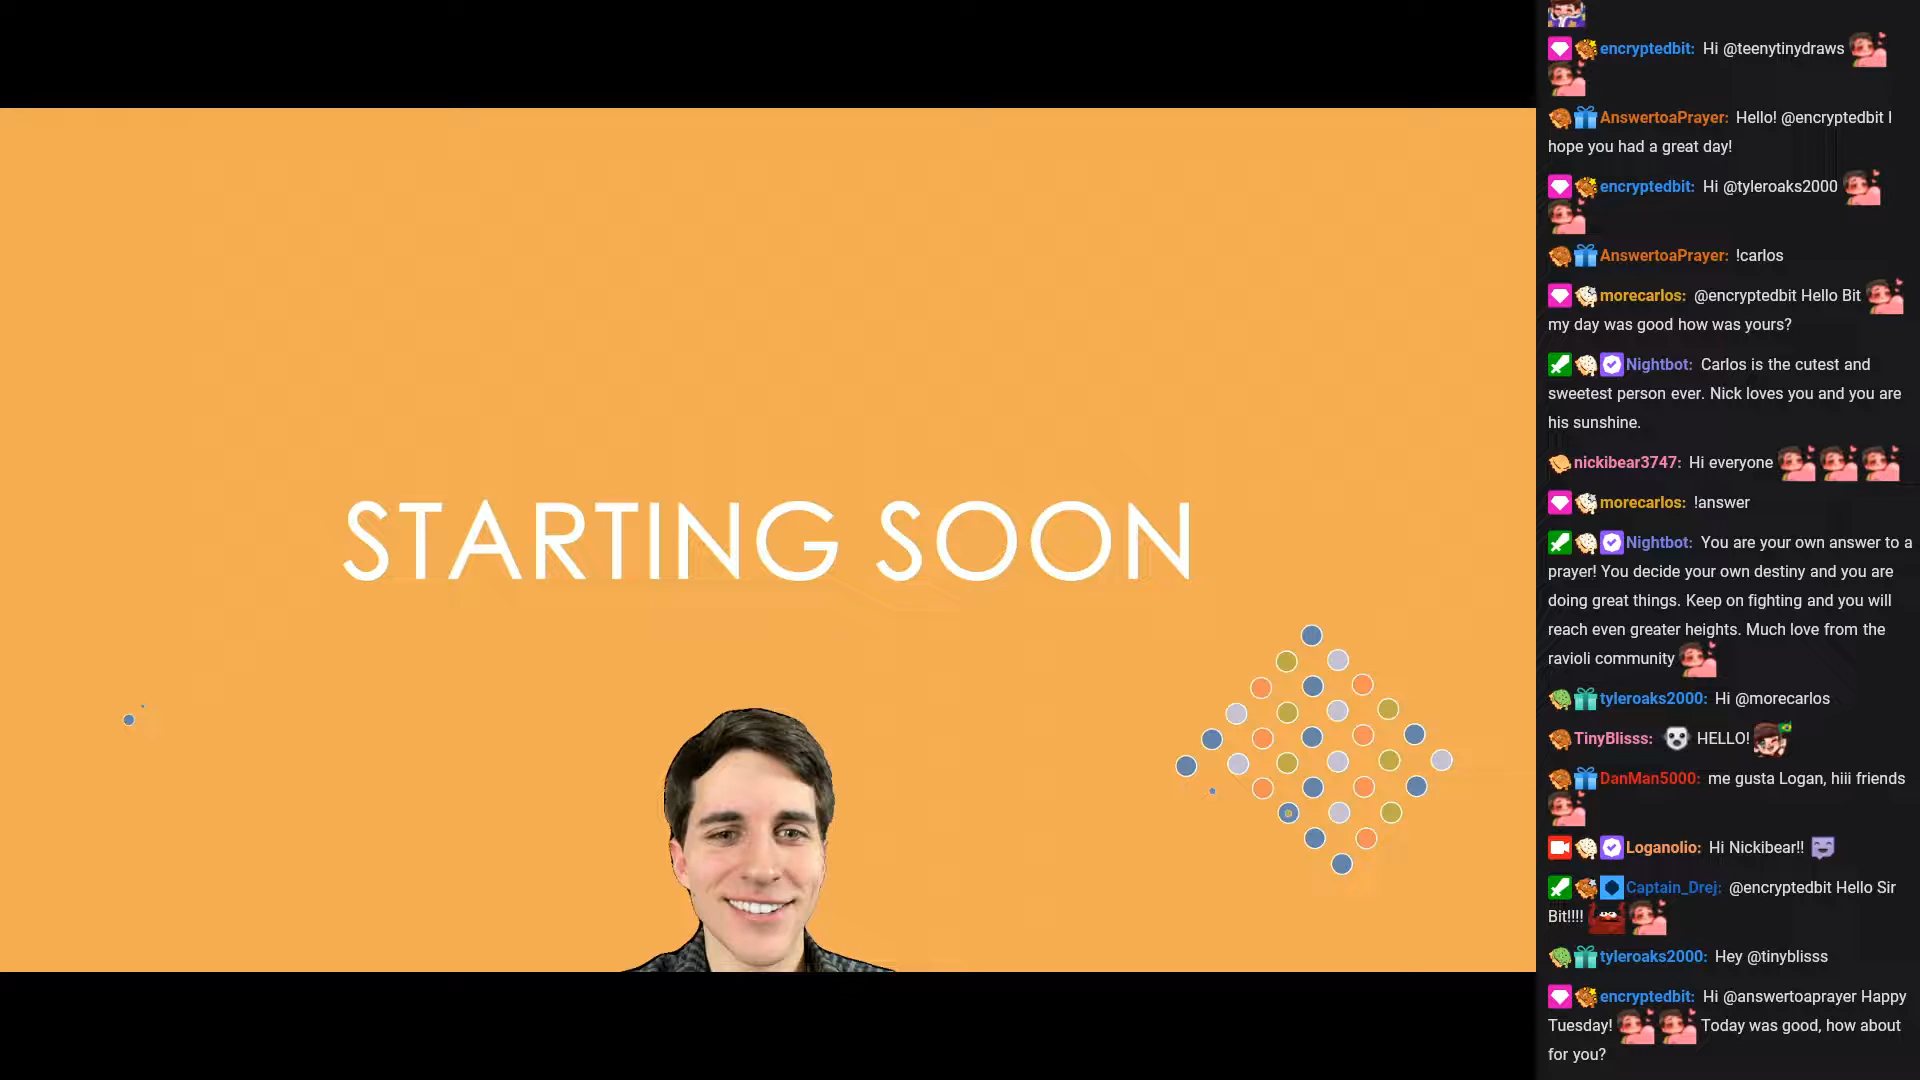 STARTING SOON
encryptedbit: Hi @teenytinydraws
AnswertoaPrayer: Hello! @encryptedbit I
hope you had a great day!
encryptedbit: Hi @tyleroaks2000
AnswertoaPrayer: !carlos
morecarlos: @encryptedbit Hello Bit
my day was good how was yours?
Nightbot: Carlos is the cutest and
sweetest person ever. Nick loves you and you are
his sunshine.
nickibear3747: Hi everyone
morecarlos: !answer
Nightbot: You are your own answer to a
prayer! You decide your own destiny and you are
doing great things. Keep on fighting and you will
reach even greater heights. Much love from the
ravioli community
tyleroaks2000: Hi @morecarlos
TinyBlisss: HELLO!
DanMan5000: me gusta Logan, hiii friends
Loganolio: Hi Nickibear!!
Captain_Drej: @encryptedbit Hello Sir
Bit!!!!
tyleroaks2000: Hey @tinyblisss
encryptedbit: Hi @answertoaprayer Happy
Tuesday! Today was good, how about
for you?